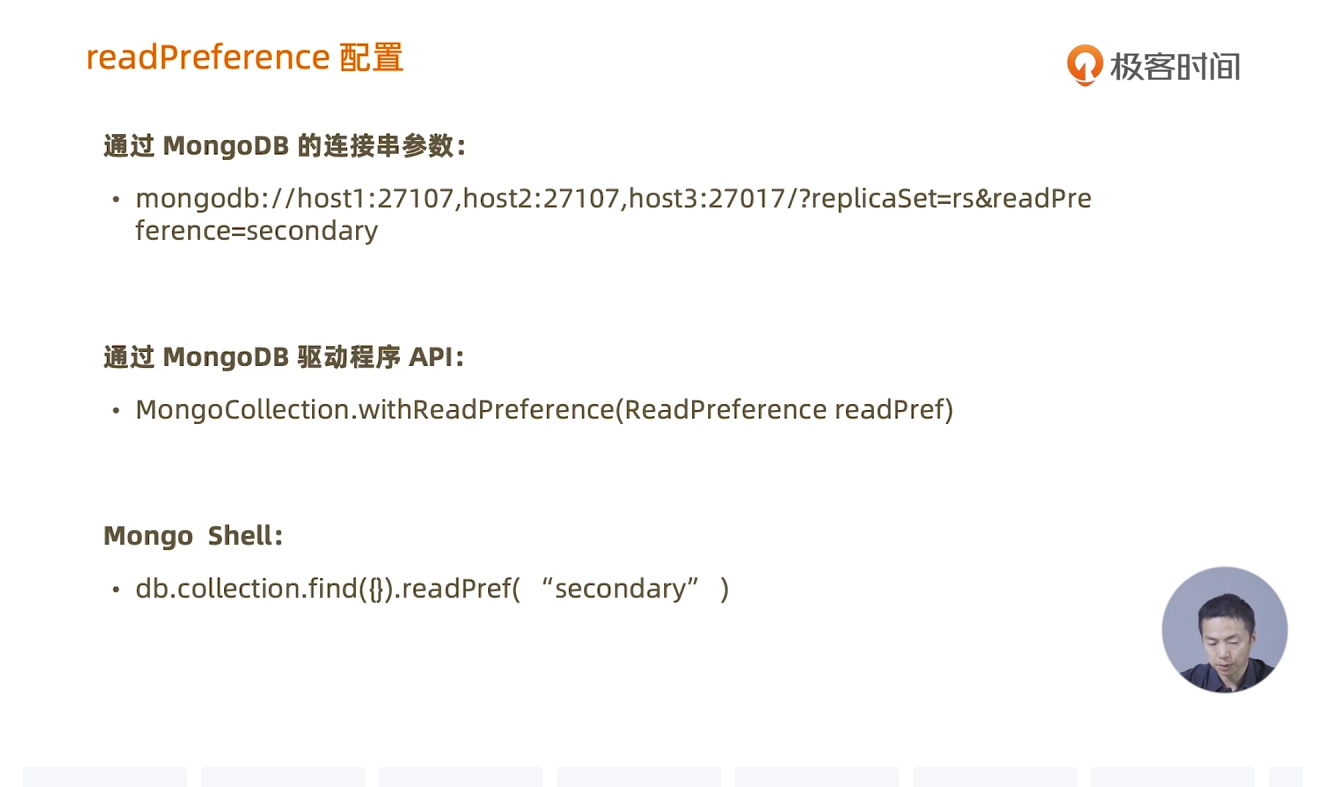 readPreference 配置
极客时间
通过 MongoDB 的连接串参数：
• mongodb://host1:27107,host2:27107,host3:27017/?replicaSet=rs&readPre
ference=secondary
通过 MongoDB 驱动程序 API：
• MongoCollection.withReadPreference(ReadPreference readPref)
Mongo Shell：
• db.collection.find({}).readPref( “secondary” )